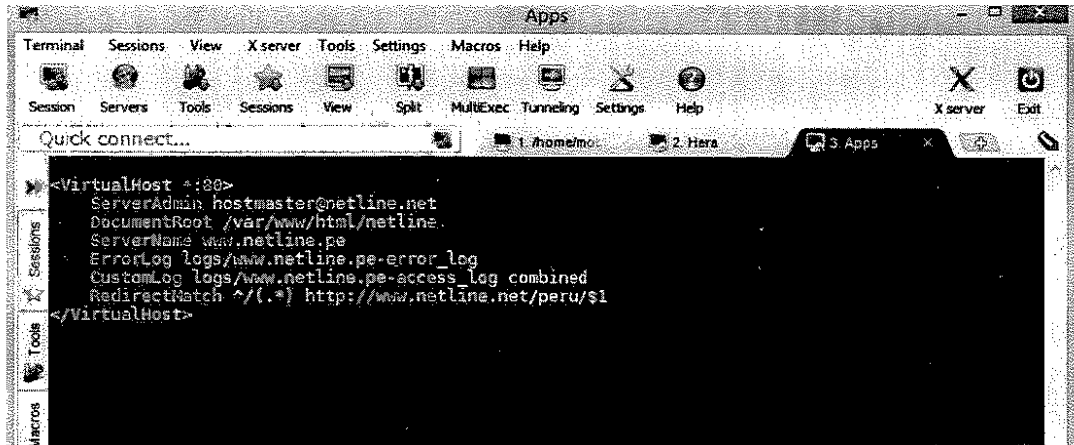 Apps
Terminal Sessions View X server Tools Settings Macros Help
Session Servers Tools Sessions View Split MultiExec Tunneling Settings Help X server Exit
Quick connect... 2. Hera 3. Apps
Sessions
Tools
Macros
<VirtualHost *:80>
ServerAdmin hostmaster@netline.net
DocumentRoot /var/www/html/netline
ServerName www.netline.pe
ErrorLog logs/www.netline.pe-error_log
CustomLog logs/www.netline.pe-access_log combined
RedirectMatch ^/(.*) http://www.netline.net/peru/$1
</VirtualHost>